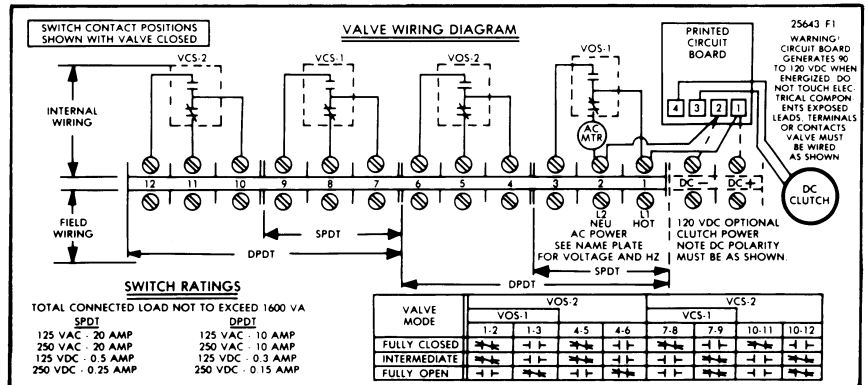 SWITCH CONTACT POSITIONS
SHOWN WITH VALVE CLOSED
VALVE WIRING DIAGRAM
25643 F1
WARNING!
CIRCUIT BOARD
GENERATES 90
TO 120 VDC WHEN
ENERGIZED. DO
NOT TOUCH ELEC-
TRICAL COMPON-
ENTS EXPOSED
LEADS, TERMINALS
OR CONTACTS
VALVE MUST
BE WIRED
AS SHOWN
PRINTED
CIRCUIT
BOARD
4 3 2 1
VCS-2
VCS-1
VOS-2
VOS-1
INTERNAL
WIRING
AC
MTR
DC
CLUTCH
12 11 10 9 8 7 6 5 4 3 2 1 DC - DC +
FIELD
WIRING
L2
NEU
L1
HOT
AC POWER
SEE NAME PLATE
FOR VOLTAGE AND HZ
120 VDC OPTIONAL
CLUTCH POWER
NOTE DC POLARITY
MUST BE AS SHOWN.
SPDT
DPDT
SPDT
DPDT
SWITCH RATINGS
TOTAL CONNECTED LOAD NOT TO EXCEED 1600 VA
SPDT DPDT
125 VAC - 20 AMP 125 VAC - 10 AMP
250 VAC - 20 AMP 250 VAC - 10 AMP
125 VDC - 0.5 AMP 125 VDC - 0.3 AMP
250 VDC - 0.25 AMP 250 VDC - 0.15 AMP
VALVE
MODE
VOS-2 VCS-2
VOS-1 VCS-1
1-2 1-3 4-5 4-6 7-8 7-9 10-11 10-12
FULLY CLOSED
INTERMEDIATE
FULLY OPEN